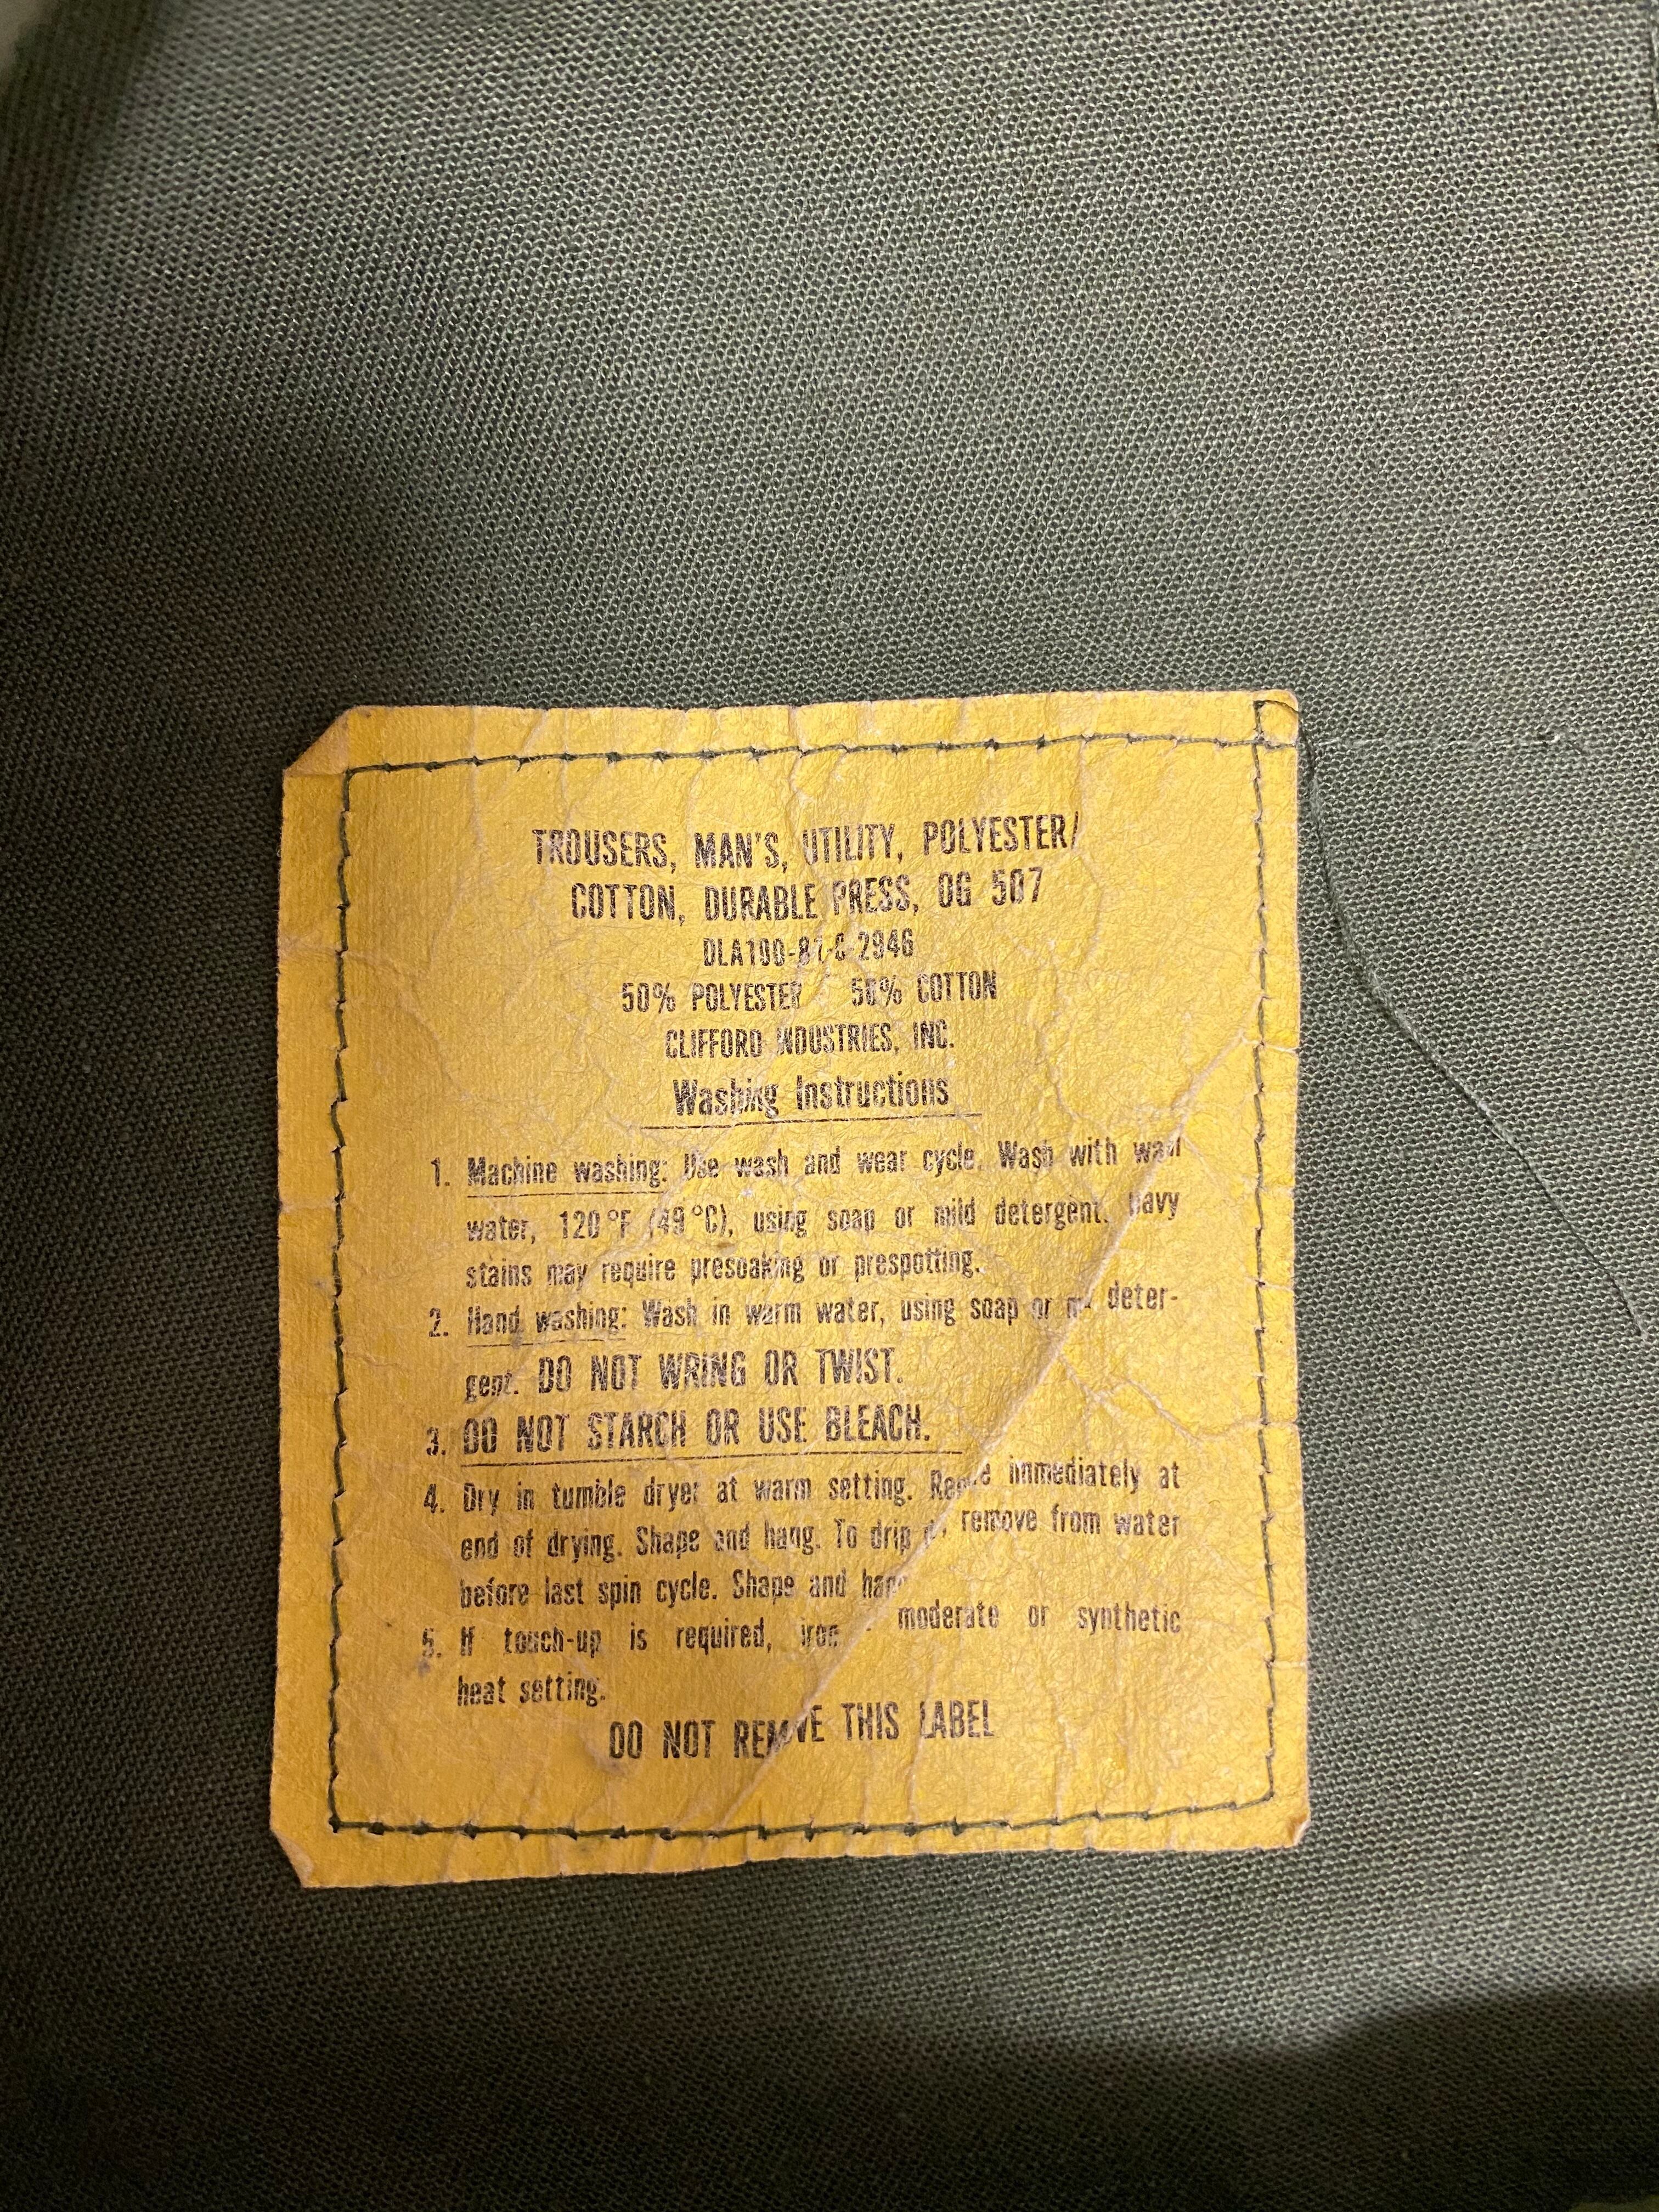 TROUSERS, MAN'S, UTILITY, POLYESTER/
COTTON, DURABLE PRESS, OG 507
50% POLYESTER 50% COTTON
CLIFFORD INDUSTRIES, INC.
Washing Instructions
1. Machine washing: Use wash and wear cycle. Wash with
water, 120°F (49°C), using soap or mild detergent.
stains may require presoaking or prespotting.
2. Hand washing: Wash in warm water, using soap or deter-
gent. DO NOT WRING OR TWIST.
3. DO NOT STARCH OR USE BLEACH.
4. Dry in tumble dryer at warm setting. immediately at
end of drying. Shape and hang. To drip remove from water
before last spin cycle. Shape and
5. If touch-up is required, iron moderate or synthetic
heat setting.
DO NOT REMOVE THIS LABEL